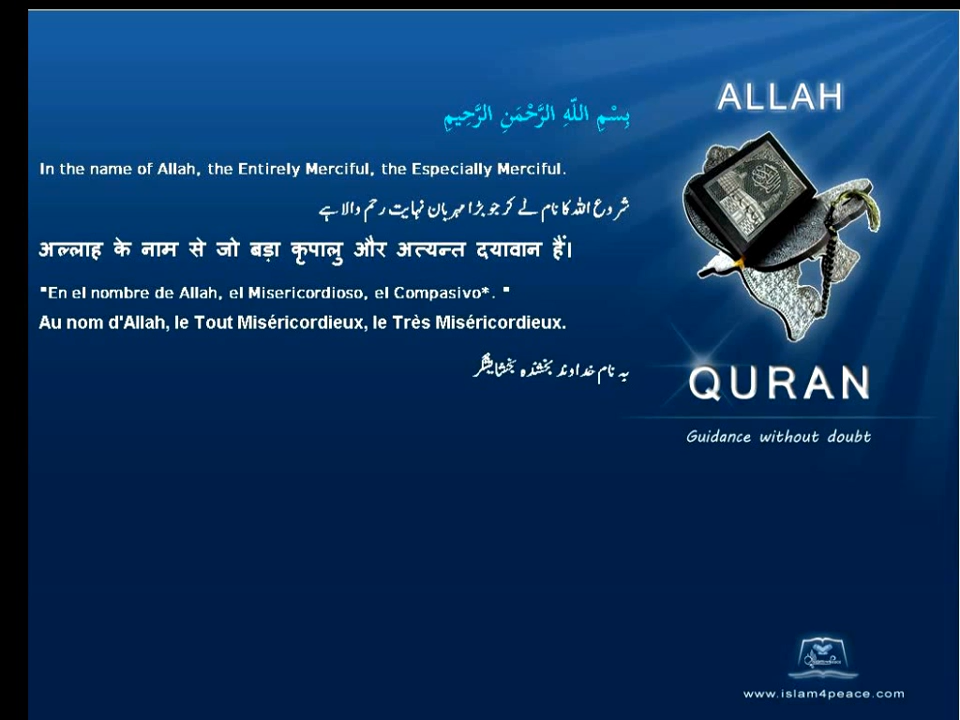 بِسْمِ اللّهِ الرَّحْمَنِ الرَّحِيمِ
In the name of Allah, the Entirely Merciful, the Especially Merciful.
شروع الله کا نام لے کر جو بڑا مہربان نہایت رحم والا ہے
अल्लाह के नाम से जो बड़ा कृपालु और अत्यन्त दयावान हैं।
"En el nombre de Allah, el Misericordioso, el Compasivo*. "
Au nom d'Allah, le Tout Miséricordieux, le Très Miséricordieux.
به نام خداوند بخشنده بخشایشگر
ALLAH
QURAN
Guidance without doubt
www.islam4peace.com